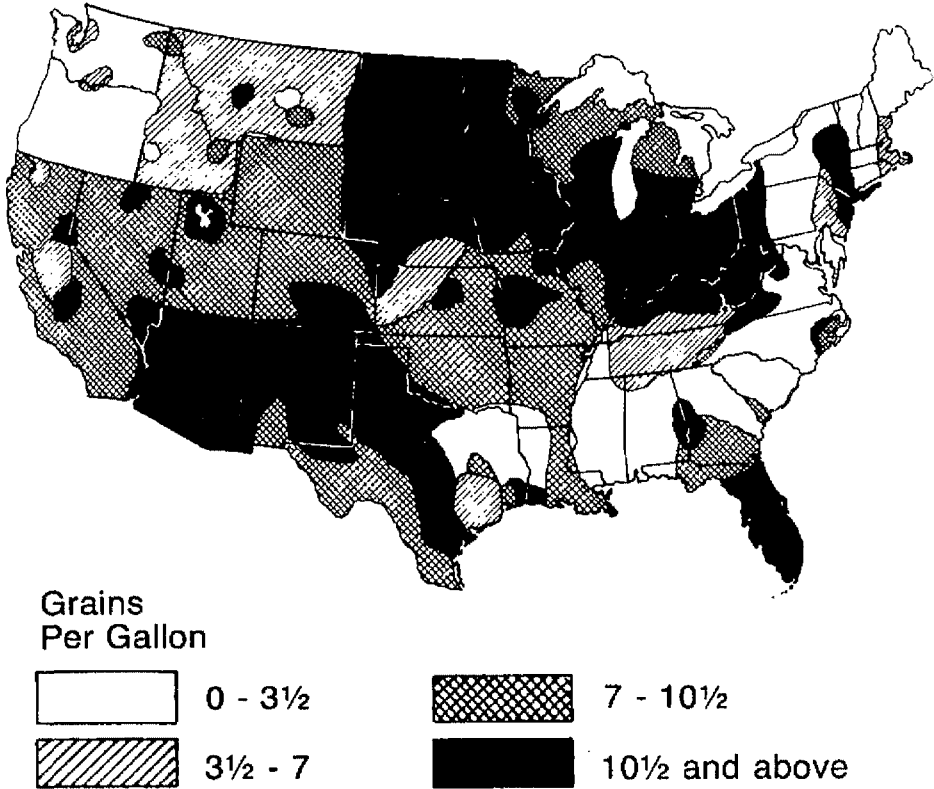 Grains
Per Gallon
0 - 3½
7 - 10½
3½ - 7
10½ and above